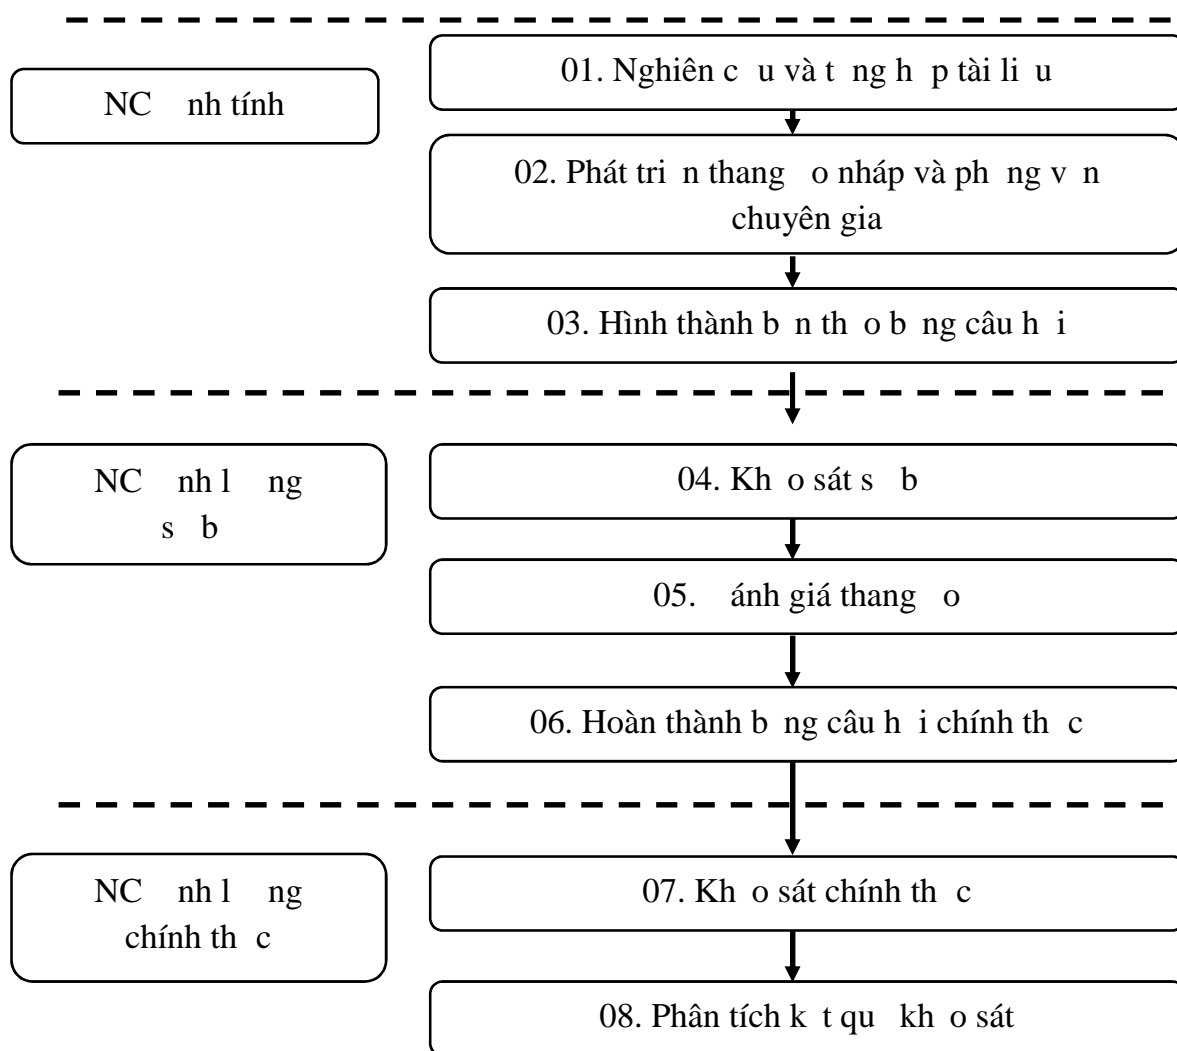 01. Nghiên c u và t ng h p tài li u
NC nh tính
02. Phát tri n thang o nháp và ph ng v n
chuyên gia
03. Hình thành b n th o b ng câu h i
NC nh l ng
s b
04. Kh o sát s b
05. ánh giá thang o
06. Hoàn thành b ng câu h i chính th c
NC nh l ng
chính th c
07. Kh o sát chính th c
08. Phân tích k t qu kh o sát